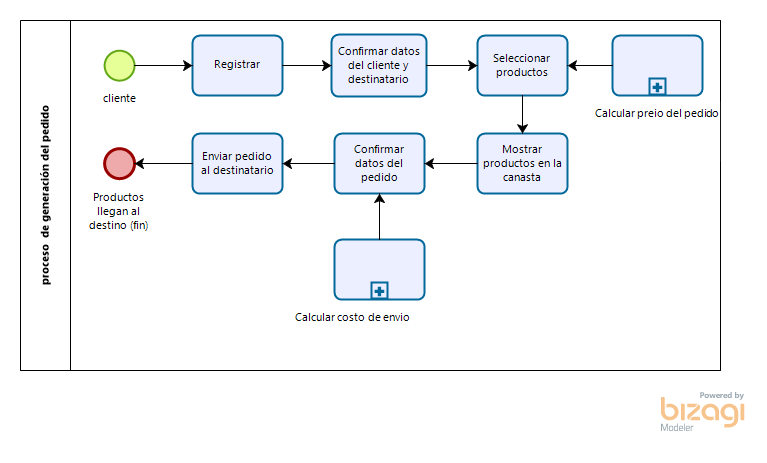 proceso de generación del pedido
cliente
Registrar
Confirmar datos
del cliente y
destinatario
Seleccionar
productos
Calcular preio del pedido
Productos
llegan al
destino (fin)
Enviar pedido
al destinatario
Confirmar
datos del
pedido
Mostrar
productos en la
canasta
Calcular costo de envio
Powered by
bizagi
Modeler